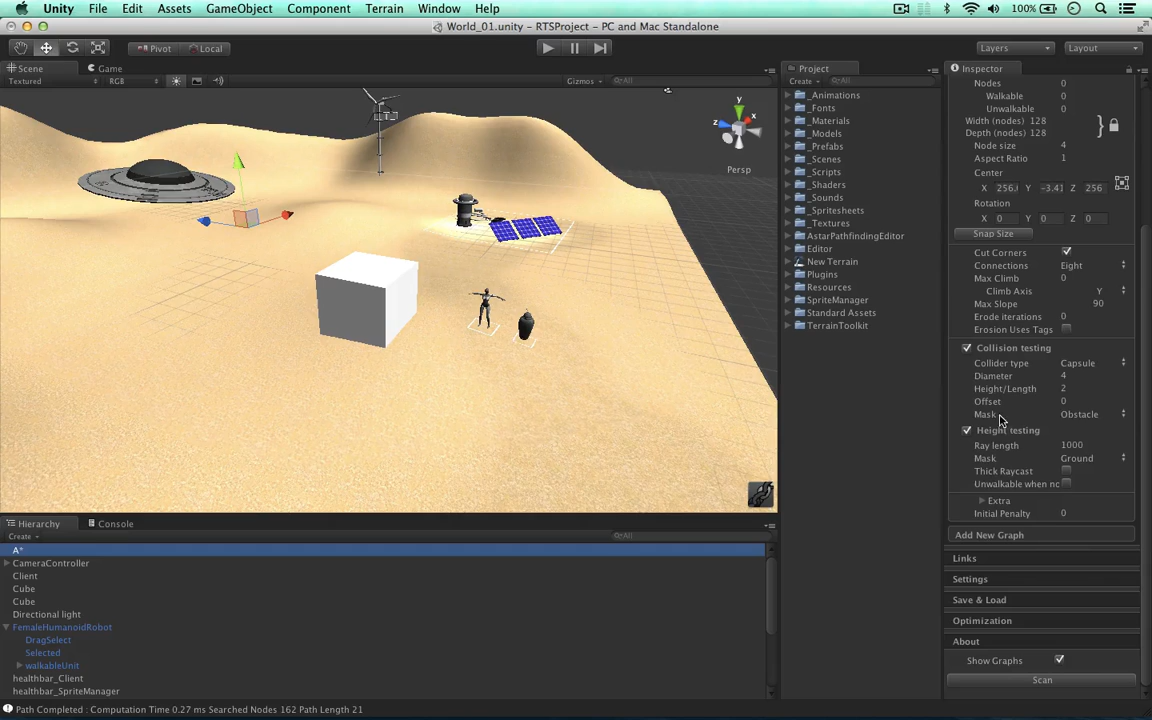 Unity File Edit Assets GameObject Component Terrain Window Help 100%
World_01.unity - RTSProject - PC and Mac Standalone
Pivot Local Layers Layout
Scene Game Project Inspector
Textured RGB Gizmos All Create All
y
x
z
Persp
_Animations
_Fonts
_Materials
_Models
_Prefabs
_Scenes
_Scripts
_Shaders
_Sounds
_Spritesheets
_Textures
AstarPathfindingEditor
Editor
New Terrain
Plugins
Resources
SpriteManager
Standard Assets
TerrainToolkit
Nodes 0
Walkable 0
Unwalkable 0
Width (nodes) 128
Depth (nodes) 128
Node size 4
Aspect Ratio 1
Center
X 256. Y -3.41 Z 256
Rotation
X 0 Y 0 Z 0
Snap Size
Cut Corners
Connections Eight
Max Climb 0
Climb Axis Y
Max Slope 90
Erode iterations 0
Erosion Uses Tags
Collision testing
Collider type Capsule
Diameter 4
Height/Length 2
Offset 0
Mask Obstacle
Height testing
Ray length 1000
Mask Ground
Thick Raycast
Unwalkable when no
Extra
Initial Penalty 0
Add New Graph
Links
Settings
Save & Load
Optimization
About
Show Graphs
Scan
Hierarchy Console
Create All
A*
CameraController
Client
Cube
Cube
Directional light
FemaleHumanoidRobot
DragSelect
Selected
walkableUnit
healthbar_Client
healthbar_SpriteManager
Path Completed : Computation Time 0.27 ms Searched Nodes 162 Path Length 21